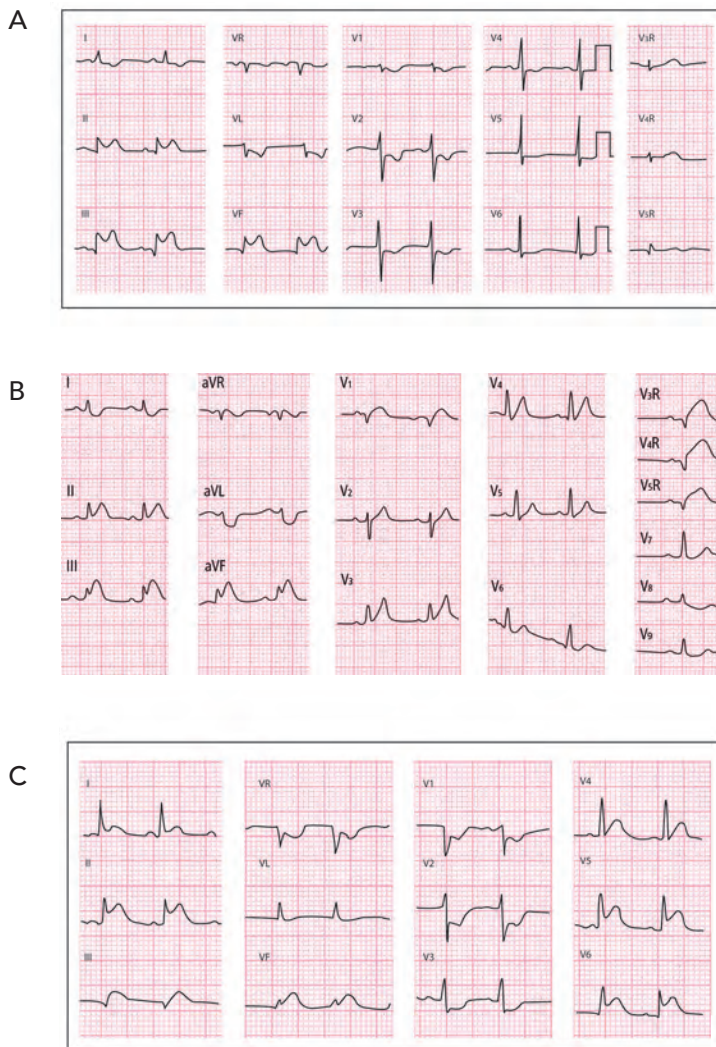 A
I VR V1 V4 V3R
II VL V2 V5 V4R
III VF V3 V6 V5R
B
I aVR V1 V4 V3R
V4R
II aVL V2 V5 V5R
V7
III aVF V3 V6 V8
V9
C
I VR V1 V4
II VL V2 V5
III VF V3 V6